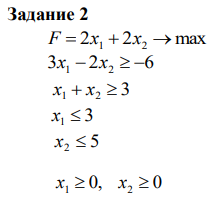 Задание 2
F = 2x₁ + 2x₂ → max
3x₁ − 2x₂ ≥ −6
x₁ + x₂ ≥ 3
x₁ ≤ 3
x₂ ≤ 5
x₁ ≥ 0, x₂ ≥ 0